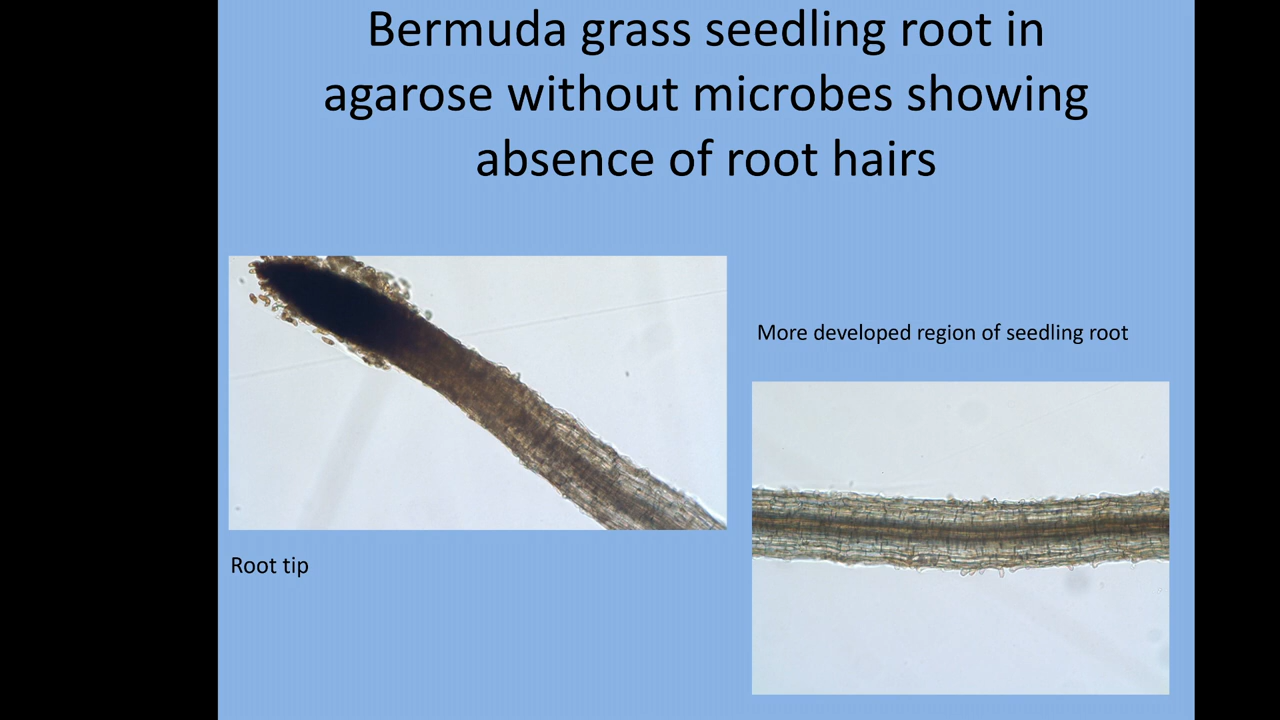 Bermuda grass seedling root in
agarose without microbes showing
absence of root hairs
More developed region of seedling root
Root tip